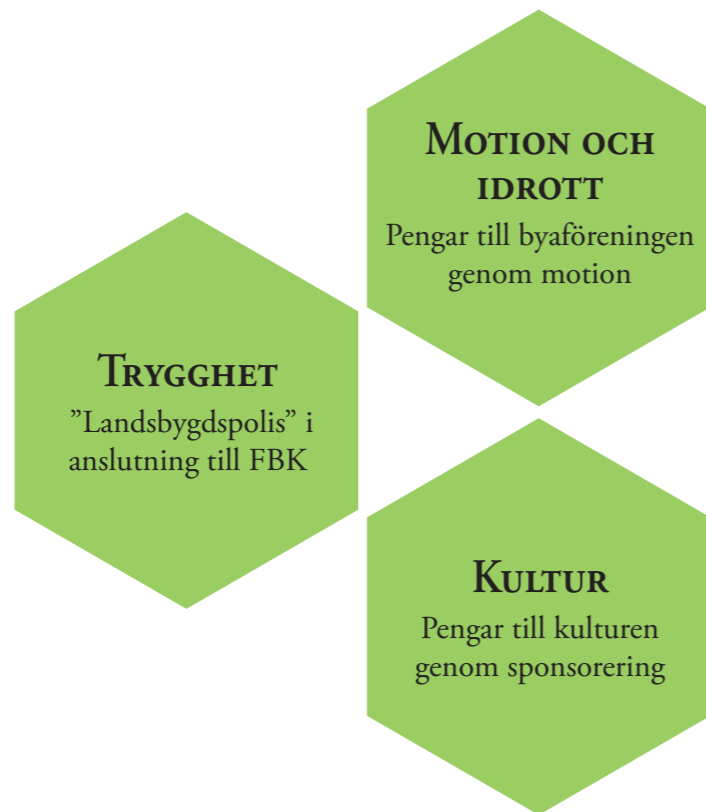 MOTION OCH
IDROTT
Pengar till byaföreningen
genom motion
TRYGGHET
”Landsbygdspolis” i
anslutning till FBK
KULTUR
Pengar till kulturen
genom sponsorering